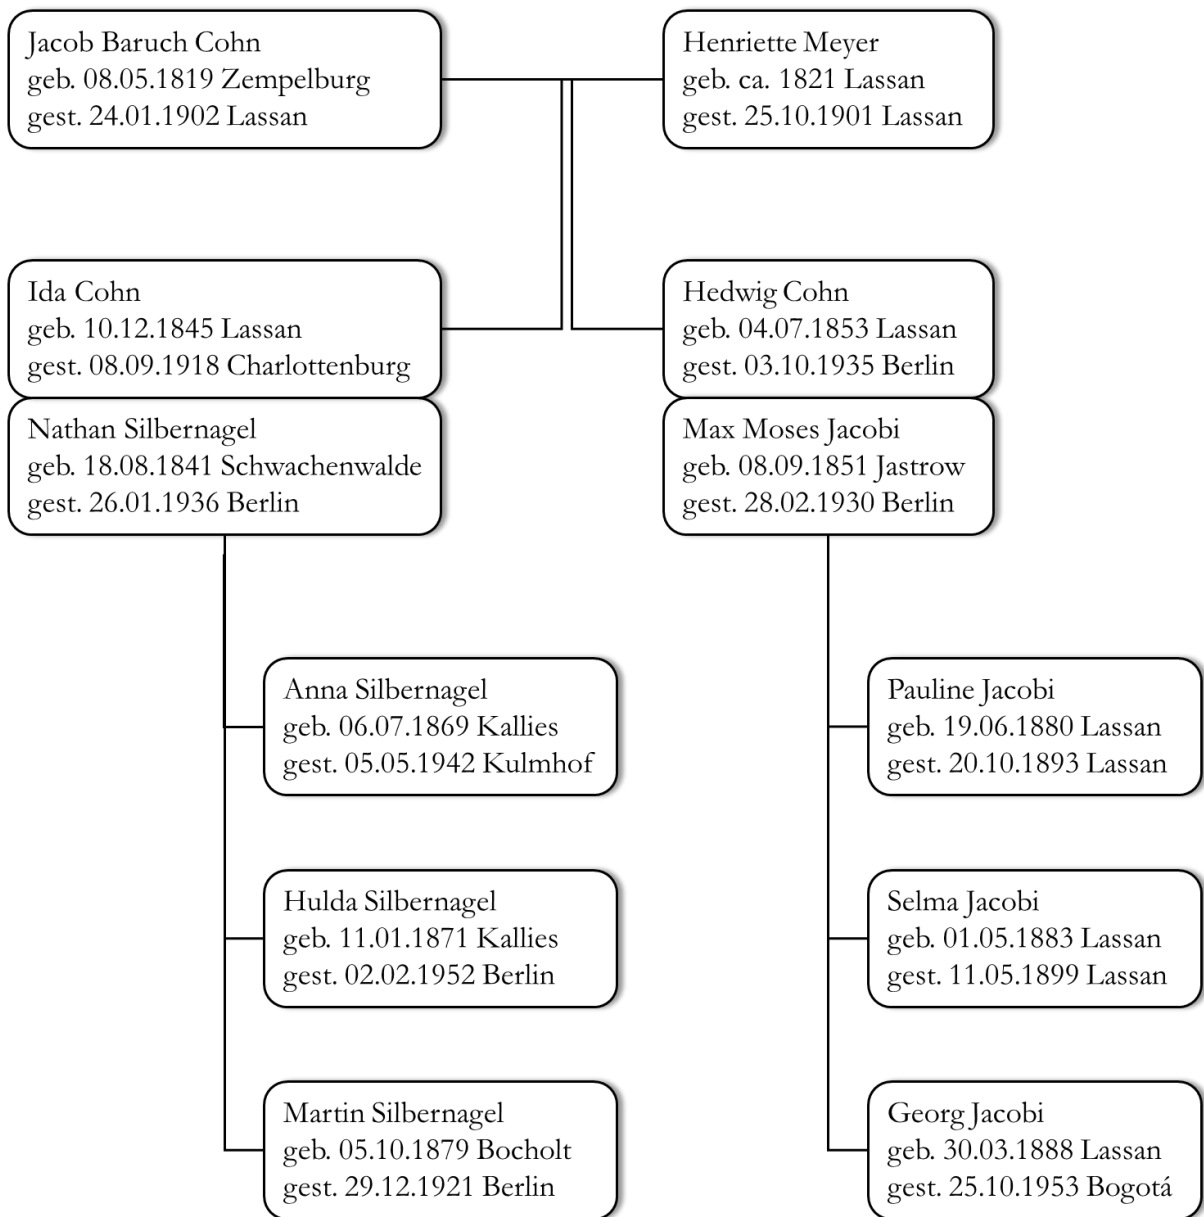 Jacob Baruch Cohn
geb. 08.05.1819 Zempelburg
gest. 24.01.1902 Lassan
Henriette Meyer
geb. ca. 1821 Lassan
gest. 25.10.1901 Lassan
Ida Cohn
geb. 10.12.1845 Lassan
gest. 08.09.1918 Charlottenburg
Nathan Silbernagel
geb. 18.08.1841 Schwachenwalde
gest. 26.01.1936 Berlin
Hedwig Cohn
geb. 04.07.1853 Lassan
gest. 03.10.1935 Berlin
Max Moses Jacobi
geb. 08.09.1851 Jastrow
gest. 28.02.1930 Berlin
Anna Silbernagel
geb. 06.07.1869 Kallies
gest. 05.05.1942 Kulmhof
Hulda Silbernagel
geb. 11.01.1871 Kallies
gest. 02.02.1952 Berlin
Martin Silbernagel
geb. 05.10.1879 Bocholt
gest. 29.12.1921 Berlin
Pauline Jacobi
geb. 19.06.1880 Lassan
gest. 20.10.1893 Lassan
Selma Jacobi
geb. 01.05.1883 Lassan
gest. 11.05.1899 Lassan
Georg Jacobi
geb. 30.03.1888 Lassan
gest. 25.10.1953 Bogotá